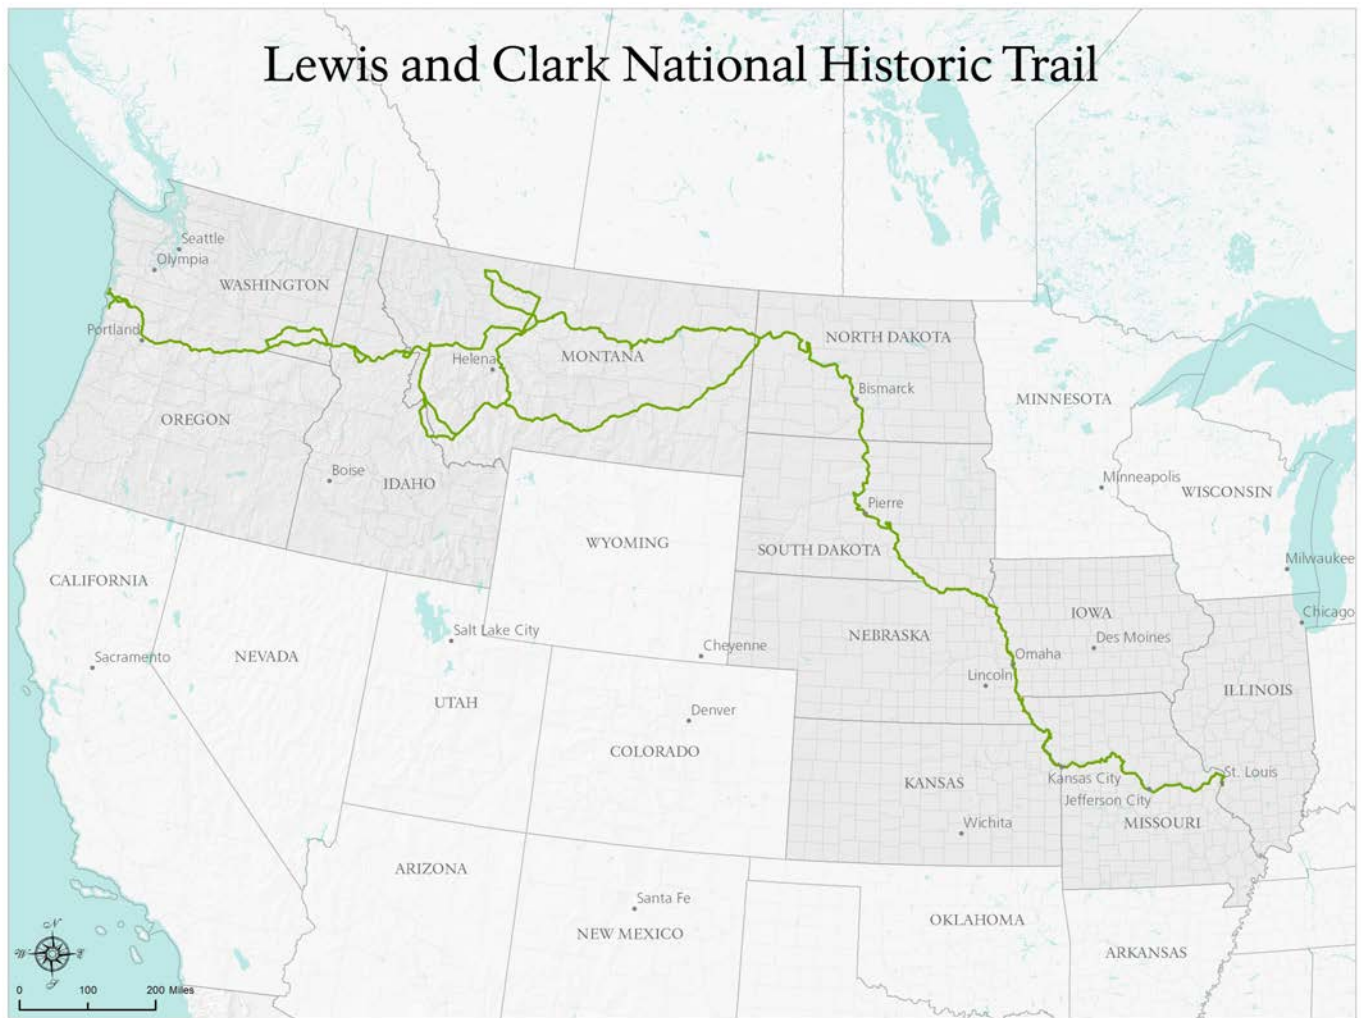 Lewis and Clark National Historic Trail
Seattle
Olympia
WASHINGTON
Portland
Helena
MONTANA
NORTH DAKOTA
Bismarck
MINNESOTA
OREGON
Boise
IDAHO
Minneapolis
WISCONSIN
Pierre
WYOMING
SOUTH DAKOTA
Milwaukee
CALIFORNIA
Chicago
IOWA
Salt Lake City
NEBRASKA
Des Moines
Cheyenne
Sacramento
NEVADA
Omaha
Lincoln
ILLINOIS
UTAH
Denver
COLORADO
St. Louis
Kansas City
KANSAS
Jefferson City
Wichita
MISSOURI
ARIZONA
Santa Fe
OKLAHOMA
NEW MEXICO
ARKANSAS
N
W E
S
0 100 200 Miles